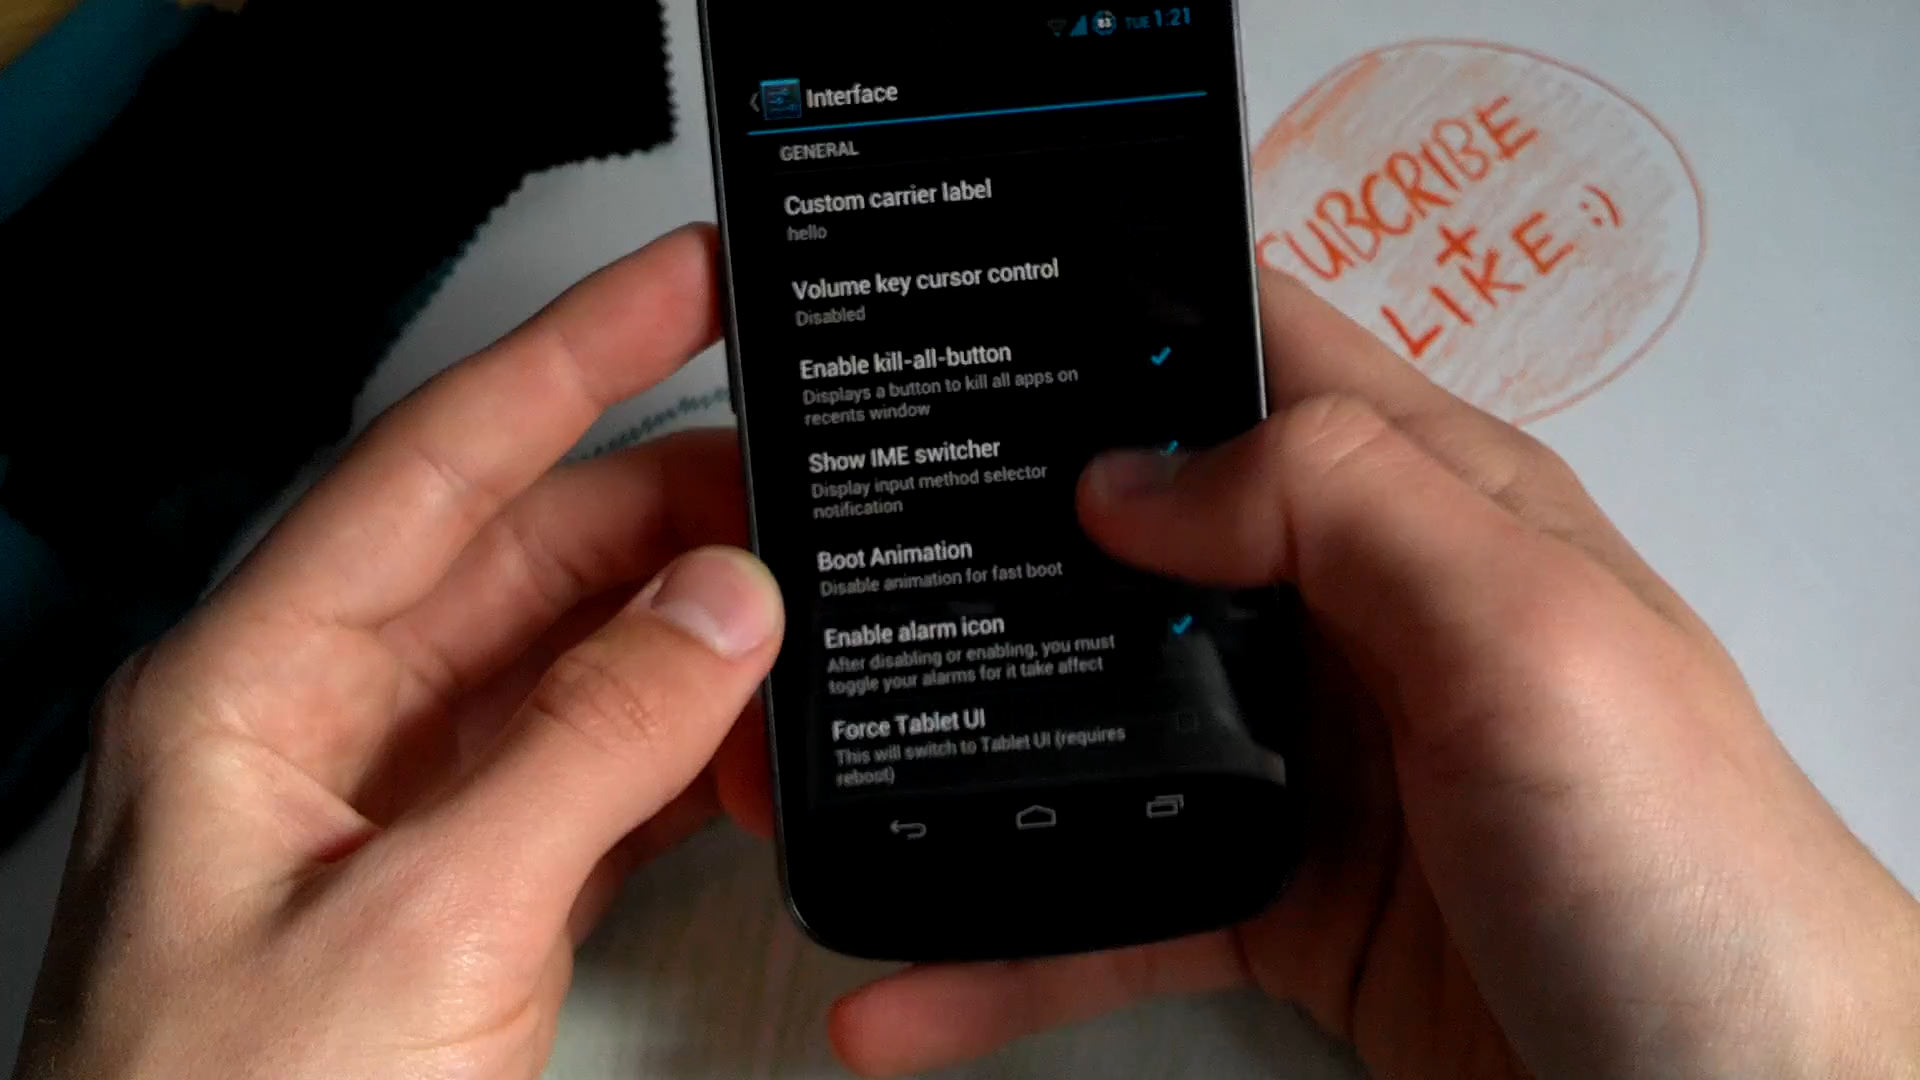 83 TUE 1:21
Interface
GENERAL
Custom carrier label
hello
Volume key cursor control
Disabled
Enable kill-all-button
Displays a button to kill all apps on
recents window
Show IME switcher
Display input method selector
notification
Boot Animation
Disable animation for fast boot
Enable alarm icon
After disabling or enabling, you must
toggle your alarms for it take affect
Force Tablet UI
This will switch to Tablet UI (requires
reboot)
SUBCRIBE
+
LIKE :)